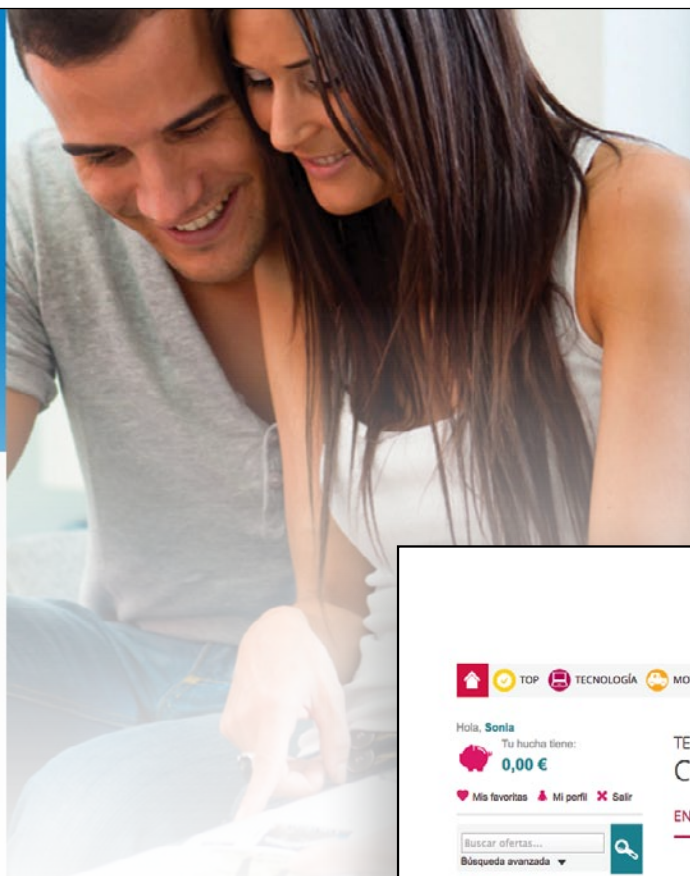 TOP TECNOLOGÍA MO
Hola, Sonia
Tu hucha tiene:
0,00 €
Mis favoritas Mi perfil Salir
Buscar ofertas...
Búsqueda avanzada
TE
C
EN